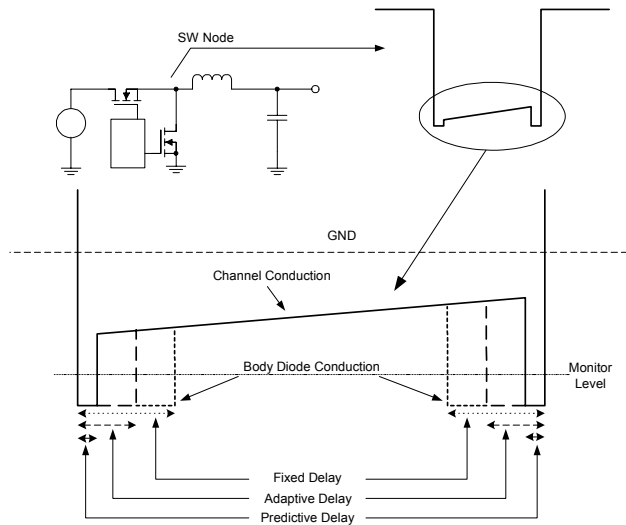 SW Node
GND
Channel Conduction
Body Diode Conduction
Monitor
Level
Fixed Delay
Adaptive Delay
Predictive Delay